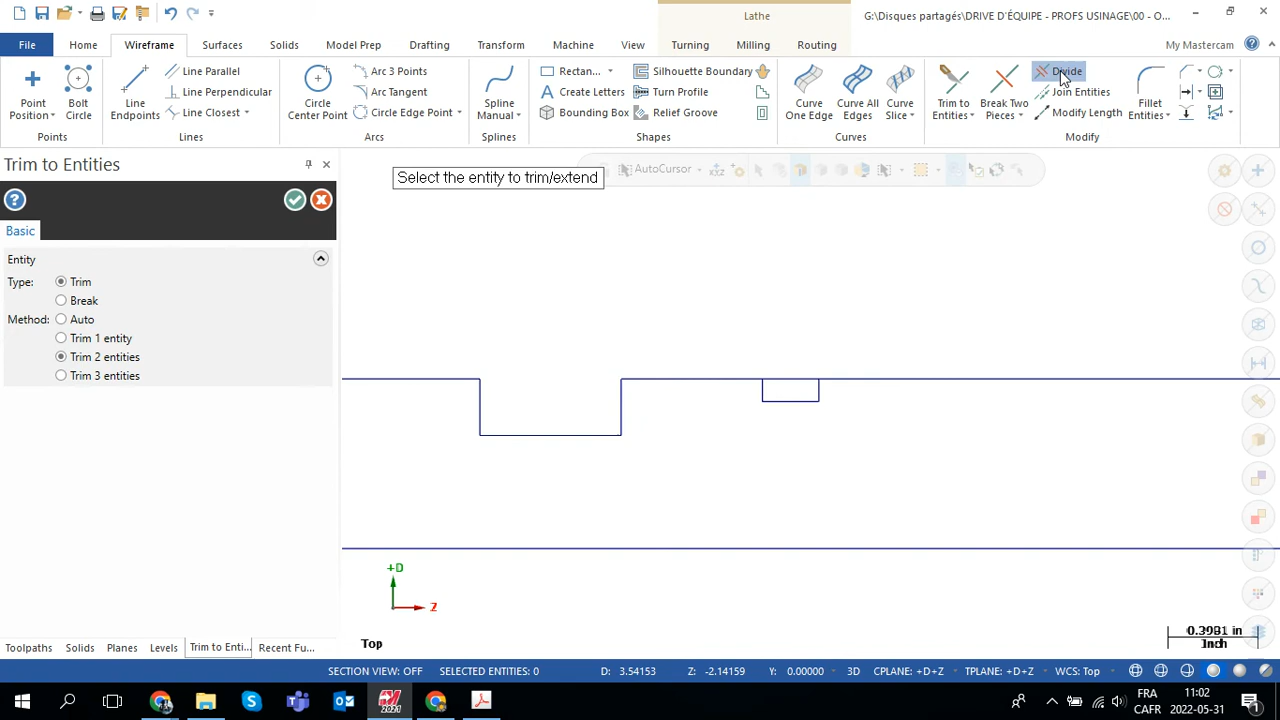 Lathe
G:\Disques partagés\DRIVE D'ÉQUIPE - PROFS USINAGE\00 - O...
File
Home
Wireframe
Surfaces
Solids
Model Prep
Drafting
Transform
Machine
View
Turning
Milling
Routing
My Mastercam
Point Position
Bolt Circle
Points
Line Endpoints
Line Parallel
Line Perpendicular
Line Closest
Lines
Circle Center Point
Arc 3 Points
Arc Tangent
Circle Edge Point
Arcs
Spline Manual
Splines
Rectan...
Create Letters
Bounding Box
Silhouette Boundary
Turn Profile
Relief Groove
Shapes
Curve One Edge
Curve All Edges
Curve Slice
Curves
Trim to Entities
Break Two Pieces
Divide
Join Entities
Modify Length
Fillet Entities
Modify
Trim to Entities
Basic
Entity
Type:
Trim
Break
Method:
Auto
Trim 1 entity
Trim 2 entities
Trim 3 entities
Select the entity to trim/extend
AutoCursor
+D
Z
Top
0.3981 in
Inch
Toolpaths
Solids
Planes
Levels
Trim to Enti...
Recent Fu...
SECTION VIEW: OFF
SELECTED ENTITIES: 0
D: 3.54153
Z: -2.14159
Y: 0.00000
3D
CPLANE: +D+Z
TPLANE: +D+Z
WCS: Top
FRA
CAFR
11:02
2022-05-31